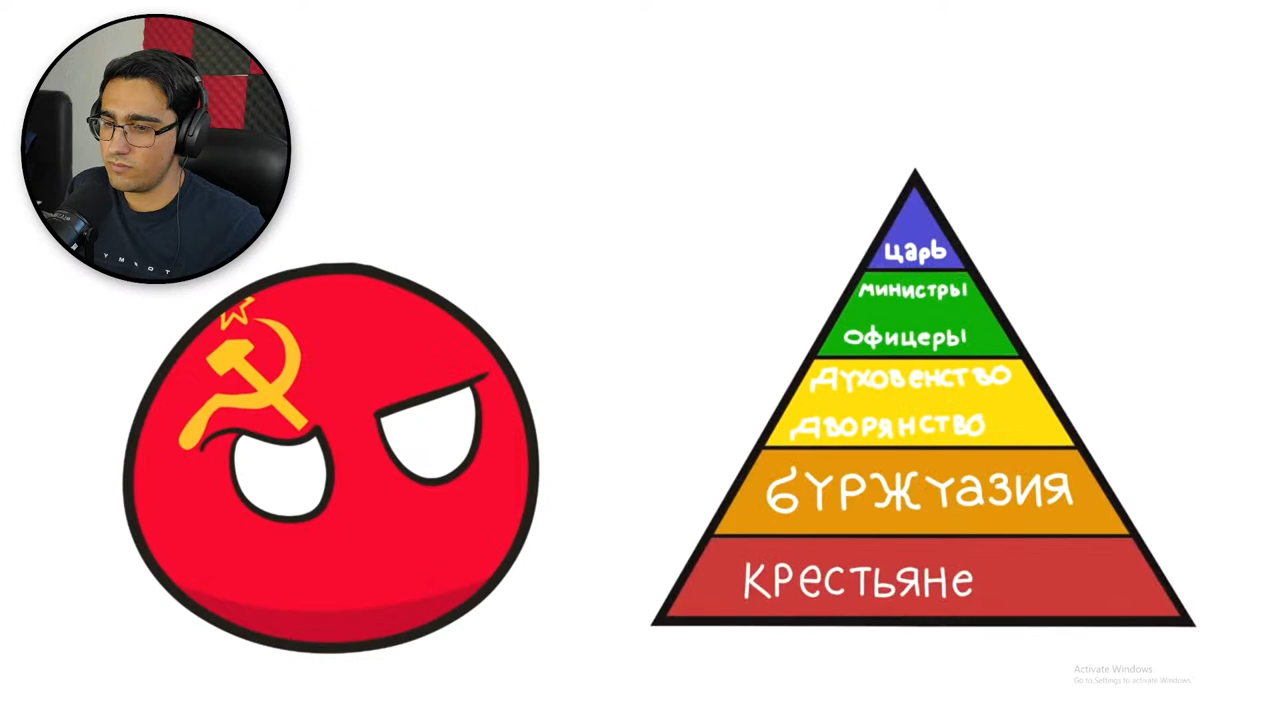 царь
министры
офицеры
духовенство
дворянство
буржуазия
крестьяне
Activate Windows
Go to Settings to activate Windows.